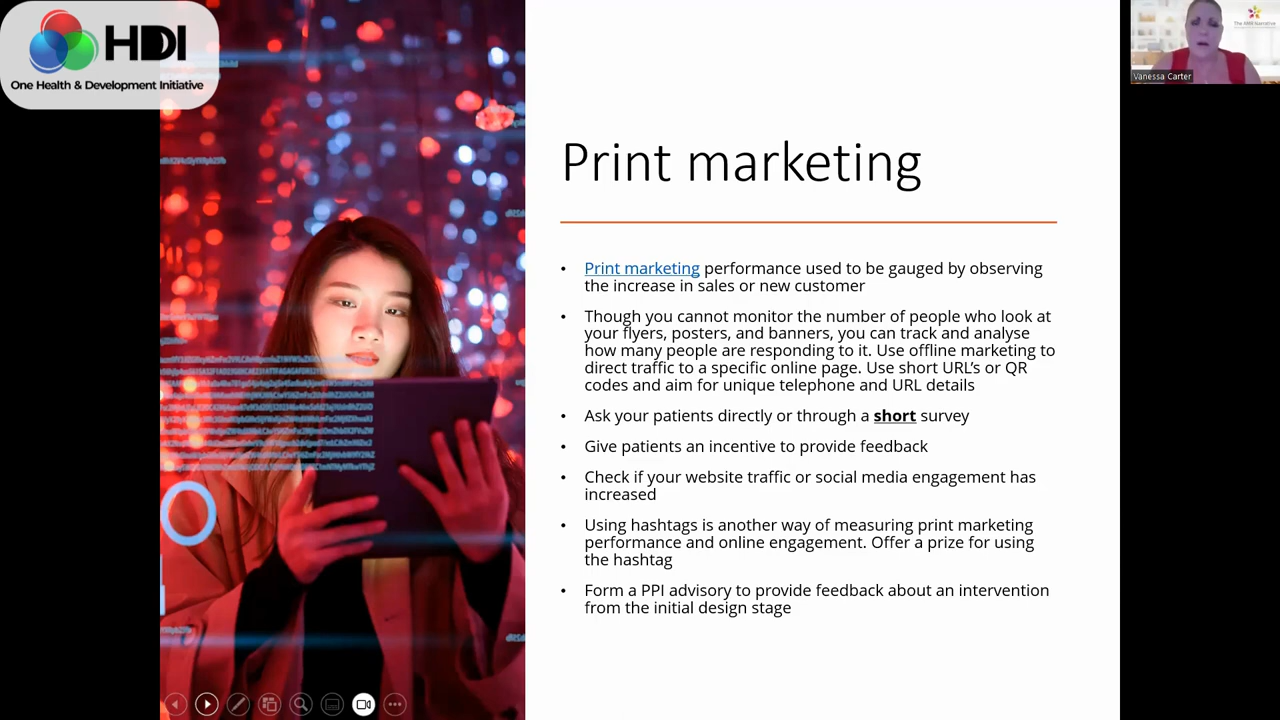 HDI
One Health & Development Initiative
Vanessa Carter
Print marketing
• Print marketing performance used to be gauged by observing
the increase in sales or new customer
• Though you cannot monitor the number of people who look at
your flyers, posters, and banners, you can track and analyse
how many people are responding to it. Use offline marketing to
direct traffic to a specific online page. Use short URL’s or QR
codes and aim for unique telephone and URL details
• Ask your patients directly or through a short survey
• Give patients an incentive to provide feedback
• Check if your website traffic or social media engagement has
increased
• Using hashtags is another way of measuring print marketing
performance and online engagement. Offer a prize for using
the hashtag
• Form a PPI advisory to provide feedback about an intervention
from the initial design stage